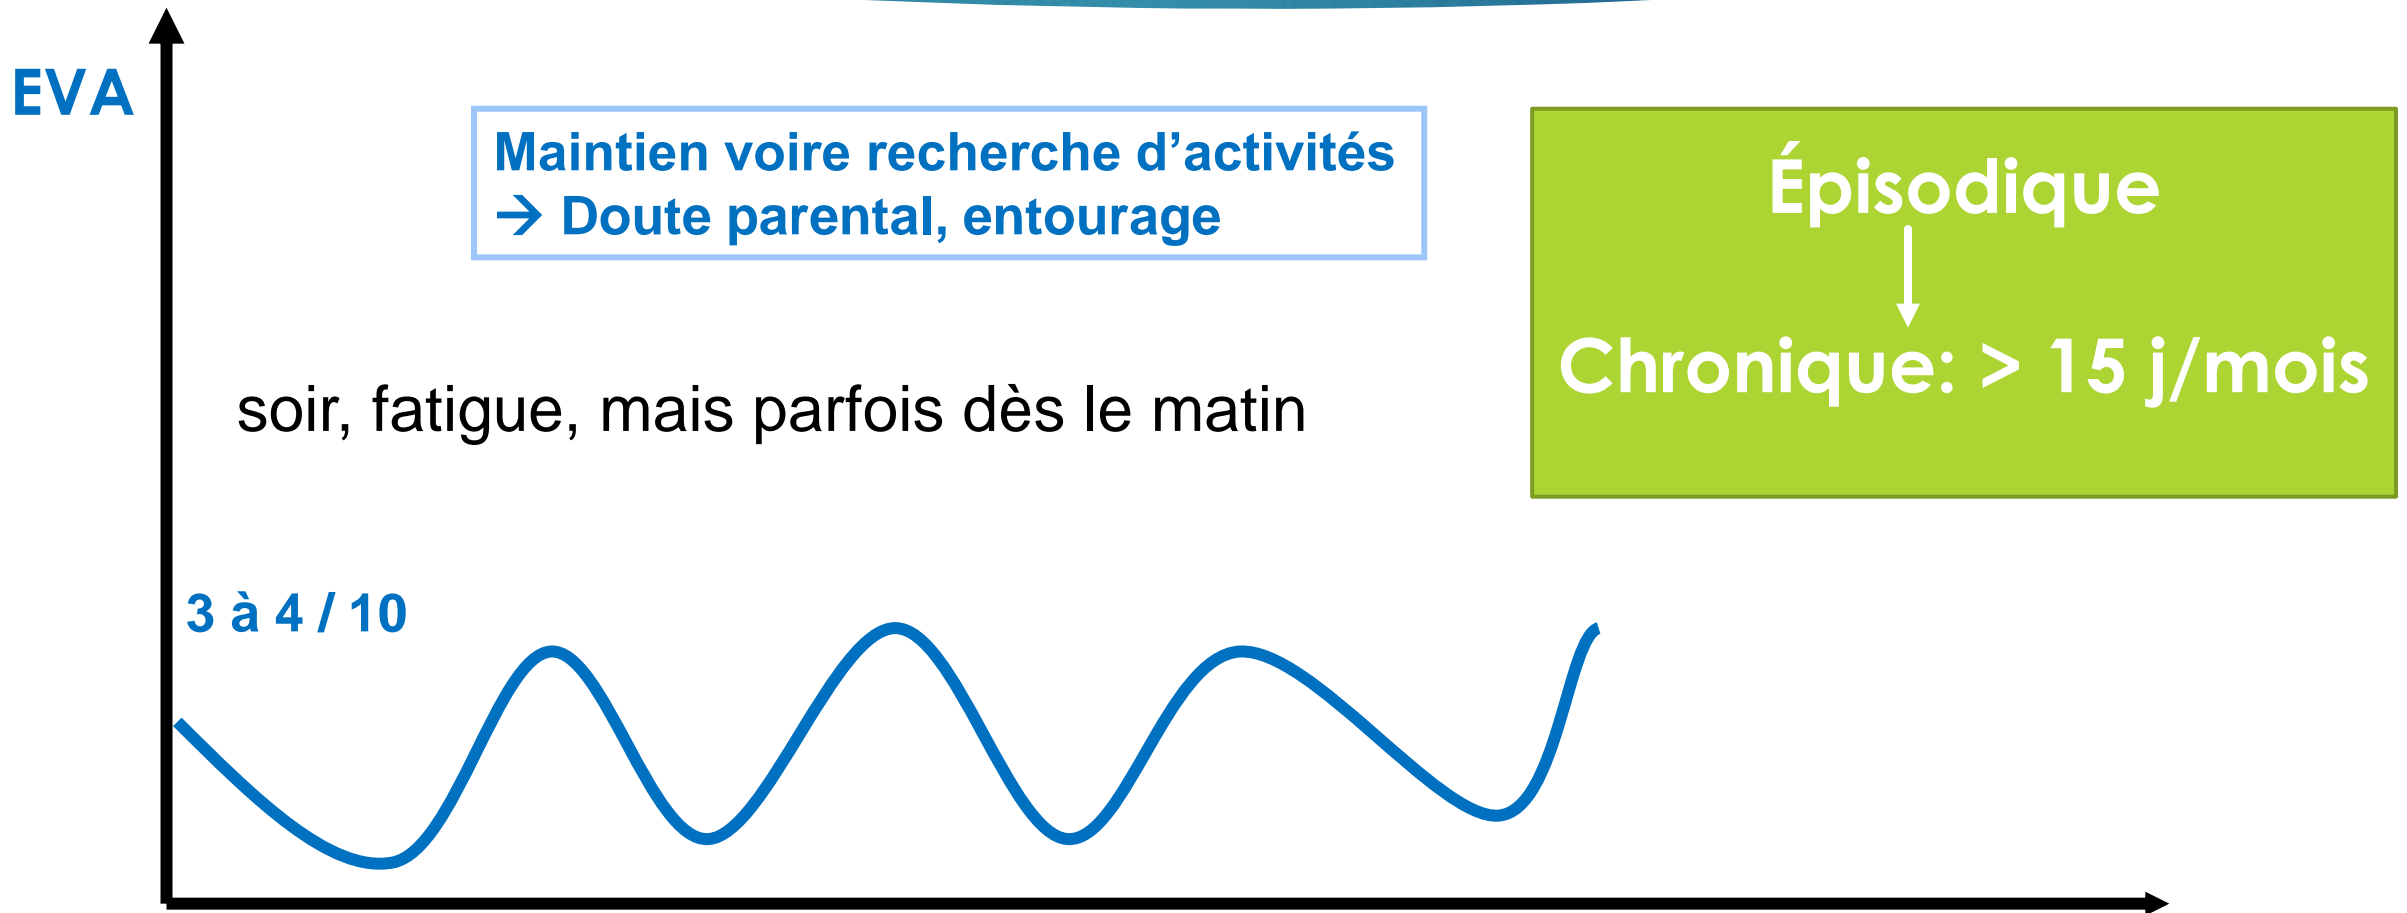 EVA
Maintien voire recherche d’activités
→ Doute parental, entourage
Épisodique
Chronique: > 15 j/mois
soir, fatigue, mais parfois dès le matin
3 à 4 / 10